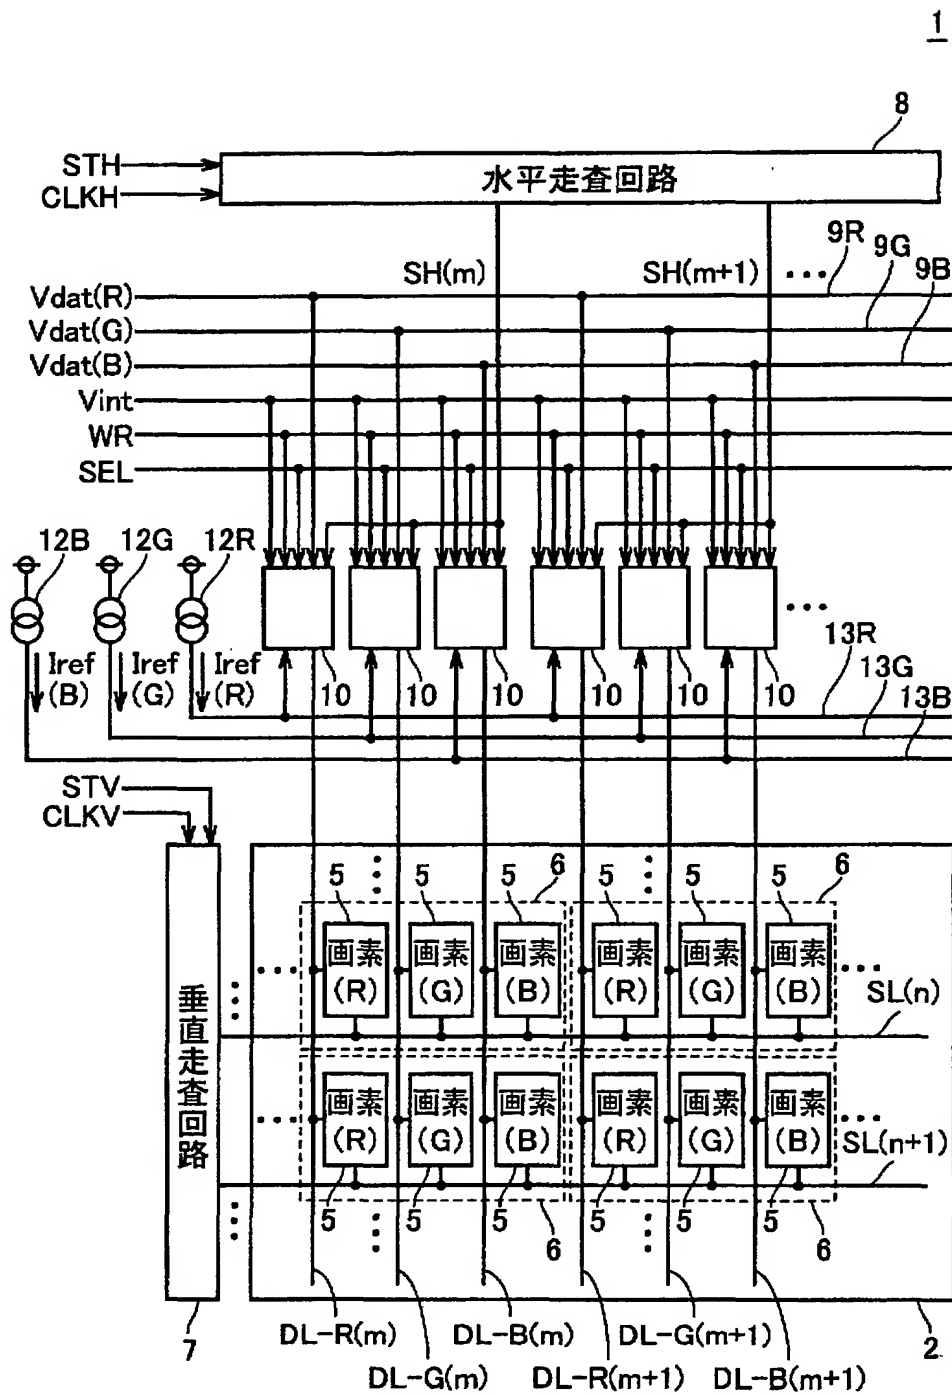 1
8
STH
CLKH
水平走査回路
SH(m)
SH(m+1)
•••
9R
9G
9B
Vdat(R)
Vdat(G)
Vdat(B)
Vint
WR
SEL
12B
12G
12R
•••
Iref
(B)
Iref
(G)
Iref
(R)
10
10
10
10
10
10
13R
13G
13B
STV
CLKV
5
5
5
6
5
5
5
6
画素
(R)
画素
(G)
画素
(B)
画素
(R)
画素
(G)
画素
(B)
SL(n)
垂直走査回路
画素
(R)
画素
(G)
画素
(B)
画素
(R)
画素
(G)
画素
(B)
SL(n+1)
5
5
5
6
5
5
5
6
7
DL-R(m)
DL-B(m)
DL-G(m+1)
2
DL-G(m)
DL-R(m+1)
DL-B(m+1)